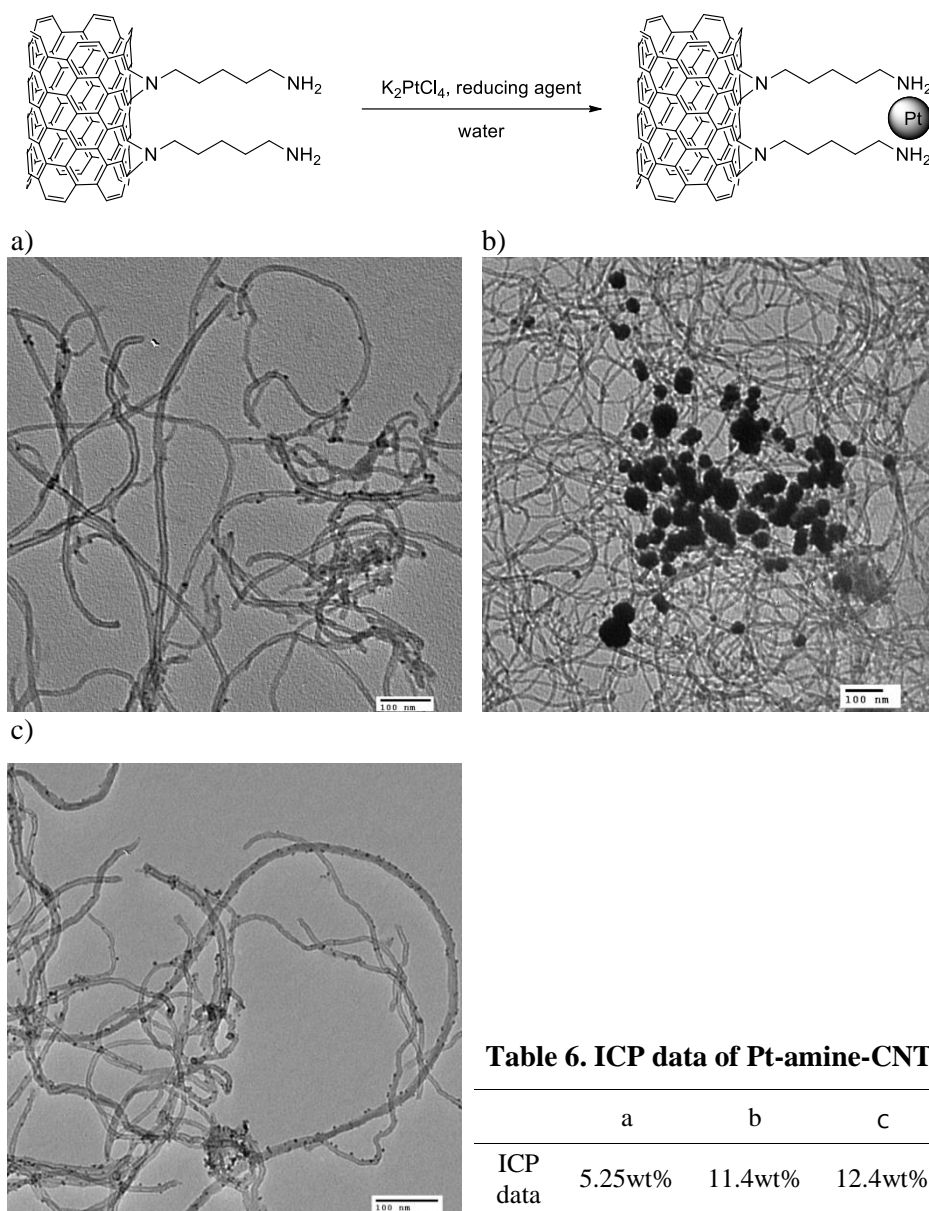 N
NH2
N
NH2
K2PtCl4, reducing agent
water
N
NH2
Pt
N
NH2
a)
b)
100 nm
100 nm
c)
100 nm
Table 6. ICP data of Pt-amine-CNT
a b c
ICP data 5.25wt% 11.4wt% 12.4wt%